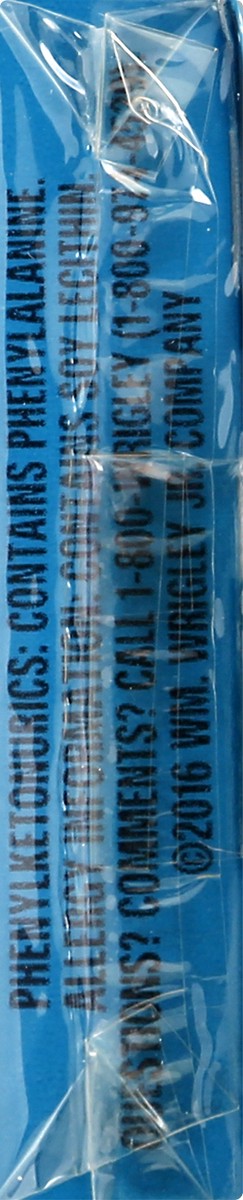 PHENYLKETONURICS: CONTAINS PHENYLALANINE.
ALLERGY INFORMATION: CONTAINS SOY LECITHIN.
QUESTIONS? COMMENTS? CALL 1-800-WRIGLEY
©2016 WM. WRIGLEY JR. COMPANY